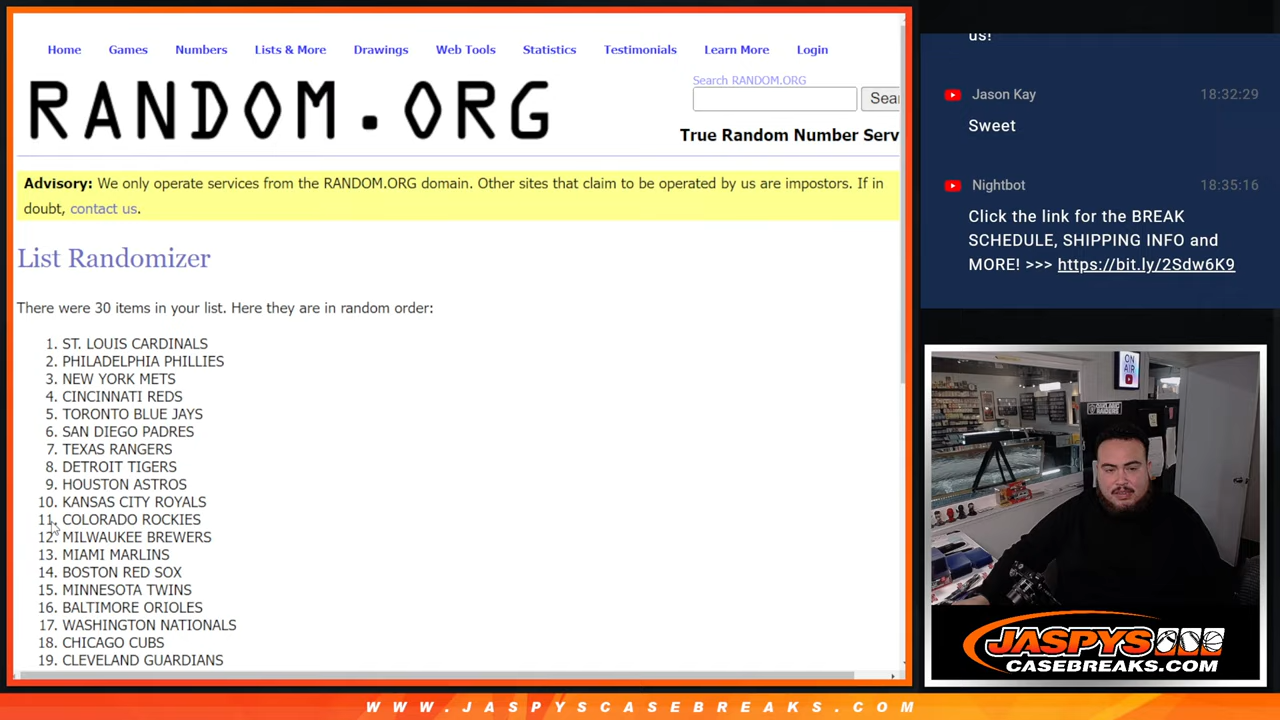 Home Games Numbers Lists & More Drawings Web Tools Statistics Testimonials Learn More Login
RANDOM.ORG
Search RANDOM.ORG
Sea
True Random Number Serv
Advisory: We only operate services from the RANDOM.ORG domain. Other sites that claim to be operated by us are impostors. If in
doubt, contact us.
List Randomizer
There were 30 items in your list. Here they are in random order:
1. ST. LOUIS CARDINALS
2. PHILADELPHIA PHILLIES
3. NEW YORK METS
4. CINCINNATI REDS
5. TORONTO BLUE JAYS
6. SAN DIEGO PADRES
7. TEXAS RANGERS
8. DETROIT TIGERS
9. HOUSTON ASTROS
10. KANSAS CITY ROYALS
11. COLORADO ROCKIES
12. MILWAUKEE BREWERS
13. MIAMI MARLINS
14. BOSTON RED SOX
15. MINNESOTA TWINS
16. BALTIMORE ORIOLES
17. WASHINGTON NATIONALS
18. CHICAGO CUBS
19. CLEVELAND GUARDIANS
us!
Jason Kay 18:32:29
Sweet
Nightbot 18:35:16
Click the link for the BREAK
SCHEDULE, SHIPPING INFO and
MORE! >>> https://bit.ly/2Sdw6K9
ON
AIR
JASPYS
CASEBREAKS.COM
WWW.JASPYSCASEBREAKS.COM